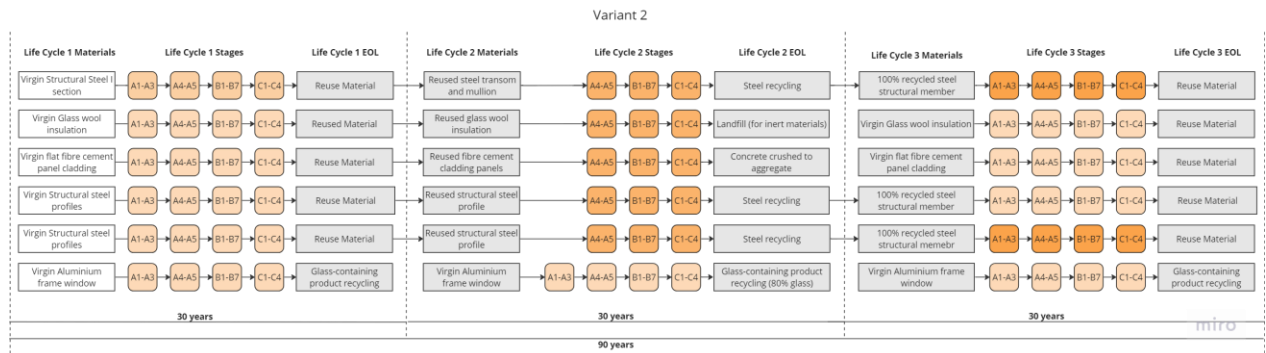 Variant 2
Life Cycle 1 Materials
Life Cycle 1 Stages
Life Cycle 1 EOL
Life Cycle 2 Materials
Life Cycle 2 Stages
Life Cycle 2 EOL
Life Cycle 3 Materials
Life Cycle 3 Stages
Life Cycle 3 EOL
Virgin Structural Steel I
section
A1-A3
A4-A5
B1-B7
C1-C4
Reuse Material
Reused steel transom
and mullion
A4-A5
B1-B7
C1-C4
Steel recycling
100% recycled steel
structural member
A1-A3
A4-A5
B1-B7
C1-C4
Reuse Material
Virgin Glass wool
insulation
A1-A3
A4-A5
B1-B7
C1-C4
Reused Material
Reused glass wool
insulation
A4-A5
B1-B7
C1-C4
Landfill (for inert materials)
Virgin Glass wool insulation
A1-A3
A4-A5
B1-B7
C1-C4
Reuse Material
Virgin flat fibre cement
panel cladding
A1-A3
A4-A5
B1-B7
C1-C4
Reuse Material
Reused fibre cement
cladding panels
A4-A5
B1-B7
C1-C4
Concrete crushed to
aggregate
Virgin flat fibre cement
panel cladding
A1-A3
A4-A5
B1-B7
C1-C4
Reuse Material
Virgin Structural steel
profiles
A1-A3
A4-A5
B1-B7
C1-C4
Reuse Material
Reused structural steel
profile
A4-A5
B1-B7
C1-C4
Steel recycling
100% recycled steel
structural member
A1-A3
A4-A5
B1-B7
C1-C4
Reuse Material
Virgin Structural steel
profiles
A1-A3
A4-A5
B1-B7
C1-C4
Reuse Material
Reused structural steel
profile
A4-A5
B1-B7
C1-C4
Steel recycling
100% recycled steel
structural memebr
A1-A3
A4-A5
B1-B7
C1-C4
Reuse Material
Virgin Aluminium
frame window
A1-A3
A4-A5
B1-B7
C1-C4
Glass-containing
product recycling
Virgin Aluminium
frame window
A1-A3
A4-A5
B1-B7
C1-C4
Glass-containing product
recycling (80% glass)
Virgin Aluminium frame
window
A1-A3
A4-A5
B1-B7
C1-C4
Glass-containing
product recycling
30 years
30 years
30 years
miro
90 years